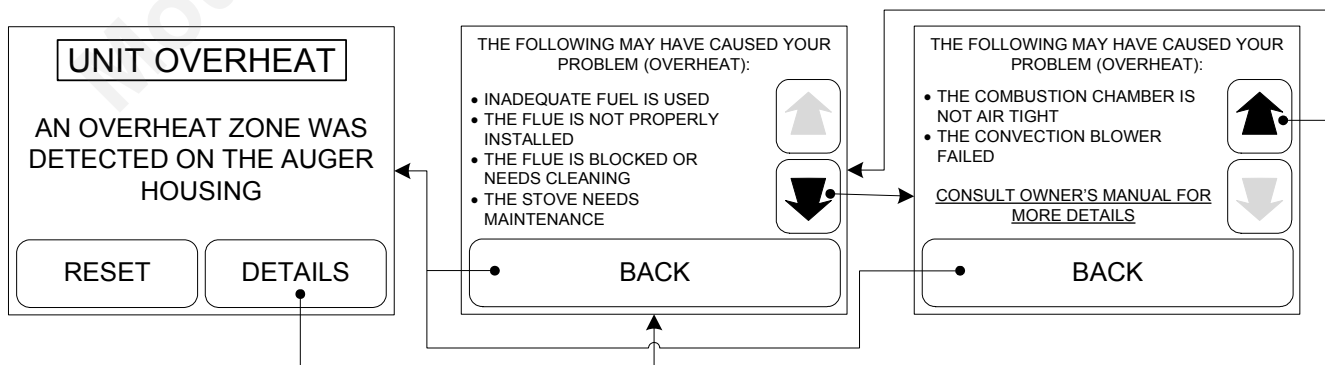 UNIT OVERHEAT
AN OVERHEAT ZONE WAS
DETECTED ON THE AUGER
HOUSING
RESET
DETAILS
THE FOLLOWING MAY HAVE CAUSED YOUR
PROBLEM (OVERHEAT):
• INADEQUATE FUEL IS USED
• THE FLUE IS NOT PROPERLY
INSTALLED
• THE FLUE IS BLOCKED OR
NEEDS CLEANING
• THE STOVE NEEDS
MAINTENANCE
BACK
THE FOLLOWING MAY HAVE CAUSED YOUR
PROBLEM (OVERHEAT):
• THE COMBUSTION CHAMBER IS
NOT AIR TIGHT
• THE CONVECTION BLOWER
FAILED
CONSULT OWNER'S MANUAL FOR
MORE DETAILS
BACK